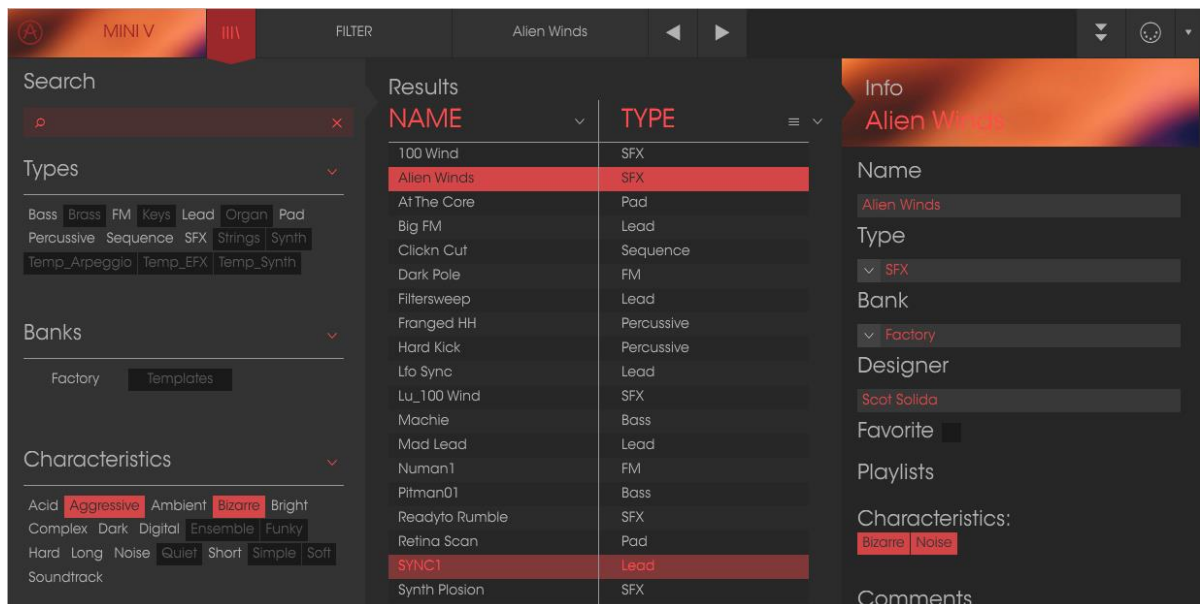 MINI V FILTER Alien Winds
Search
Types
Bass Brass FM Keys Lead Organ Pad
Percussive Sequence SFX Strings Synth
Temp_Arpeggio Temp_EFX Temp_Synth
Banks
Factory Templates
Characteristics
Acid Aggressive Ambient Bizarre Bright
Complex Dark Digital Ensemble Funky
Hard Long Noise Quiet Short Simple Soft
Soundtrack
Results
NAME TYPE
100 Wind SFX
Alien Winds SFX
At The Core Pad
Big FM Lead
Clickn Cut Sequence
Dark Pole FM
Filtersweep Lead
Franged HH Percussive
Hard Kick Percussive
Lfo Sync Lead
Lu_100 Wind SFX
Machie Bass
Mad Lead Lead
Numan1 FM
Pitman01 Bass
Readyto Rumble SFX
Retina Scan Pad
SYNC1 Lead
Synth Plosion SFX
Info
Alien Winds
Name
Alien Winds
Type
SFX
Bank
Factory
Designer
Scot Solida
Favorite
Playlists
Characteristics:
Bizarre Noise
Comments